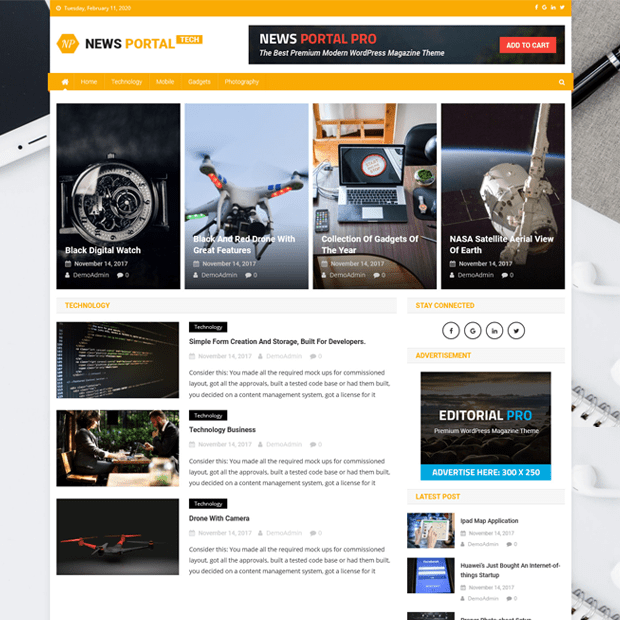 Tuesday, February 11, 2020
NP NEWS PORTAL TECH
NEWS PORTAL PRO
The Best Premium Modern WordPress Magazine Theme
ADD TO CART
Home Technology Mobile Gadgets Photography
Black Digital Watch
November 14, 2017
DemoAdmin 0
Black And Red Drone With
Great Features
November 14, 2017
DemoAdmin 0
Collection Of Gadgets Of
The Year
November 14, 2017
DemoAdmin 0
NASA Satellite Aerial View
Of Earth
November 14, 2017
DemoAdmin 0
TECHNOLOGY
Technology
Simple Form Creation And Storage, Built For Developers.
November 14, 2017 DemoAdmin 0
Consider this: You made all the required mock ups for commissioned
layout, got all the approvals, built a tested code base or had them built,
you decided on a content management system, got a license for it
Technology
Technology Business
November 14, 2017 DemoAdmin 0
Consider this: You made all the required mock ups for commissioned
layout, got all the approvals, built a tested code base or had them built,
you decided on a content management system, got a license for it
Technology
Drone With Camera
November 14, 2017 DemoAdmin 0
Consider this: You made all the required mock ups for commissioned
layout, got all the approvals, built a tested code base or had them built,
you decided on a content management system, got a license for it
STAY CONNECTED
ADVERTISEMENT
EDITORIAL PRO
Premium WordPress Magazine Theme
ADVERTISE HERE: 300 X 250
LATEST POST
Ipad Map Application
November 14, 2017
DemoAdmin 0
Huawei's Just Bought An Internet-of-
things Startup
November 14, 2017
DemoAdmin 0